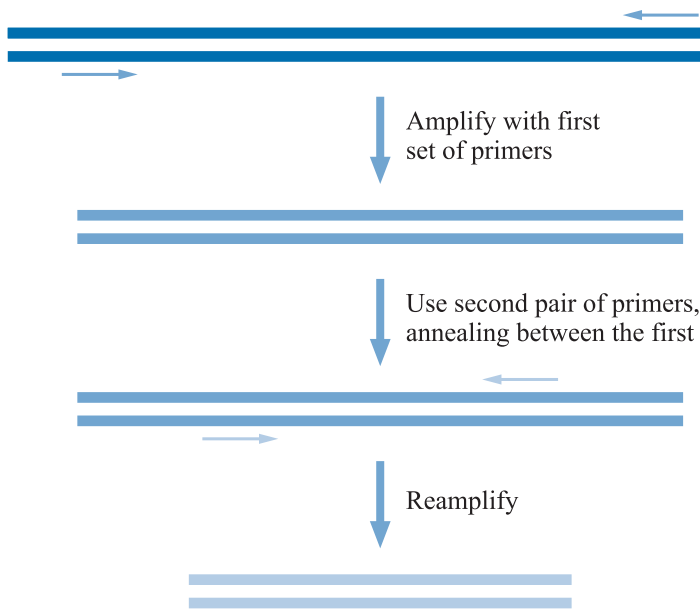 Amplify with first
set of primers
Use second pair of primers,
annealing between the first
Reamplify